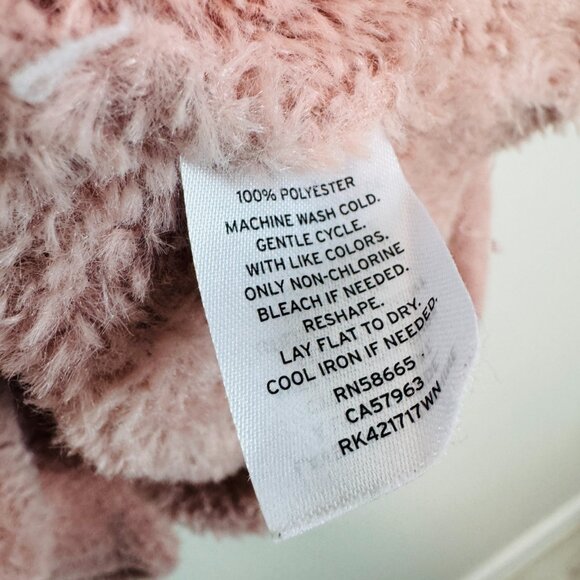 100% POLYESTER
MACHINE WASH COLD.
GENTLE CYCLE.
WITH LIKE COLORS.
ONLY NON-CHLORINE
BLEACH IF NEEDED.
RESHAPE.
LAY FLAT TO DRY.
COOL IRON IF NEEDED.
RN58665
CA57963
RK421717WN